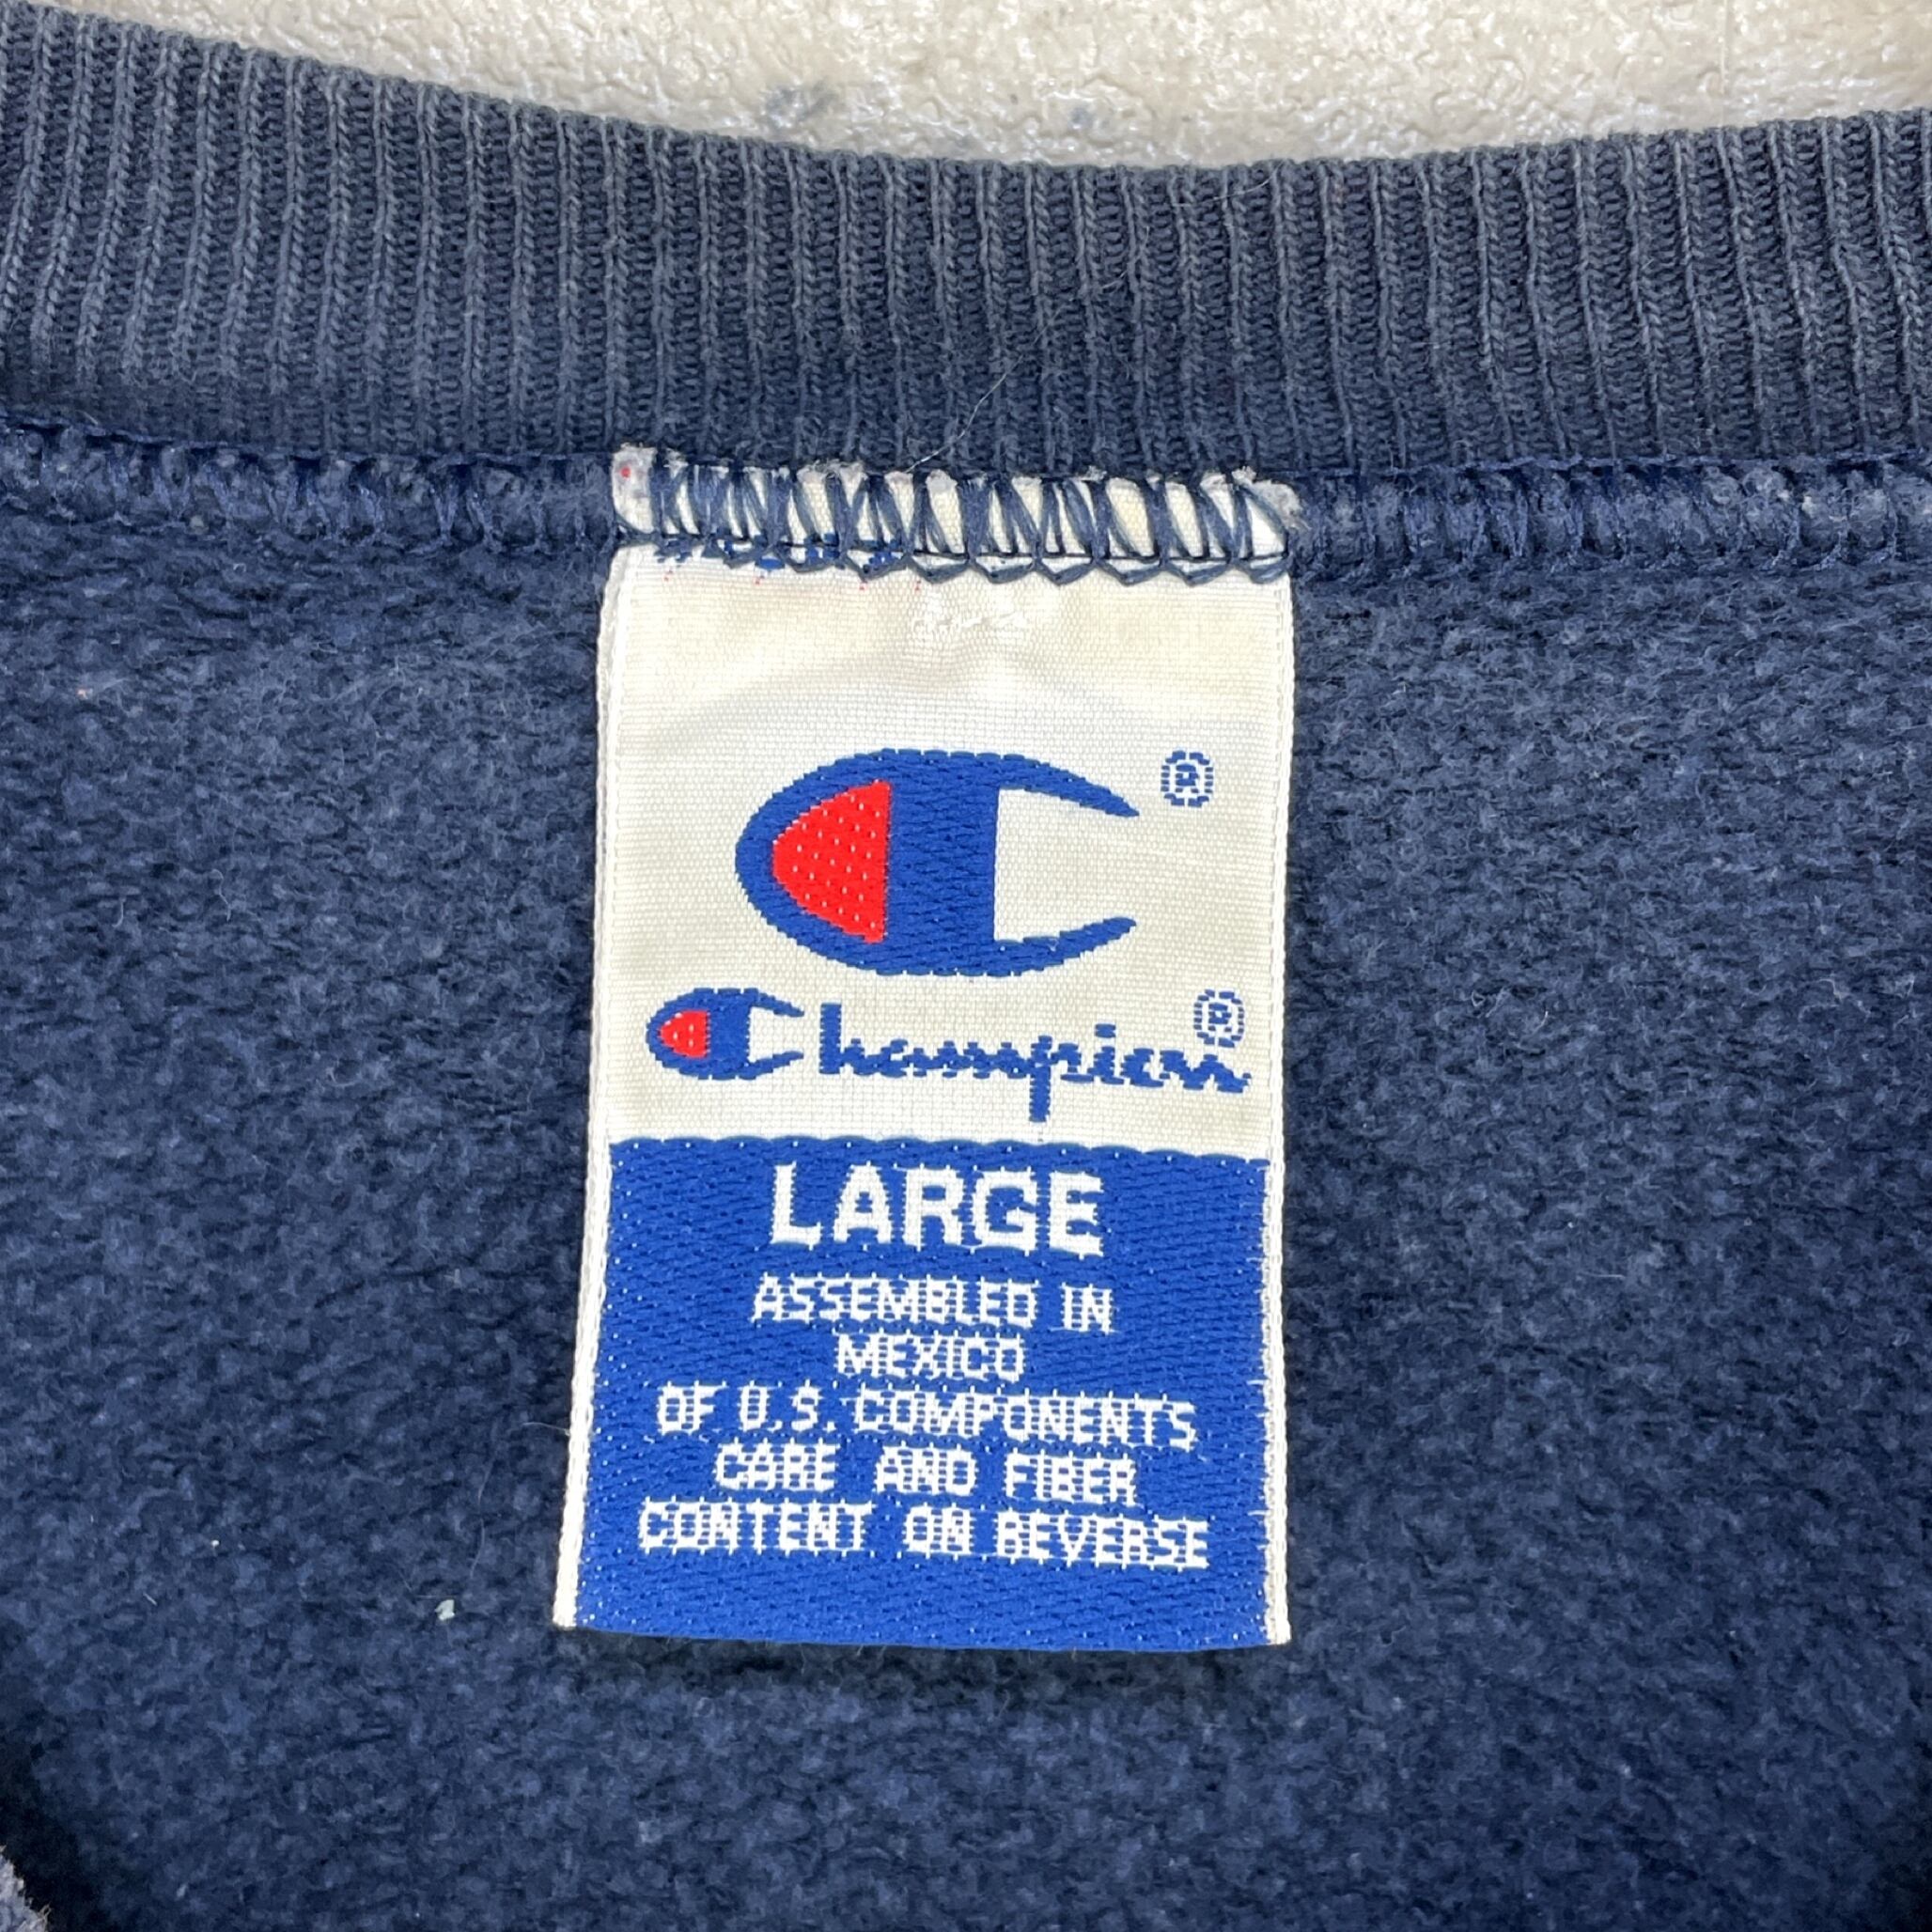 ®
Champion®
LARGE
ASSEMBLED IN
MEXICO
OF U.S. COMPONENTS
CARE AND FIBER
CONTENT ON REVERSE